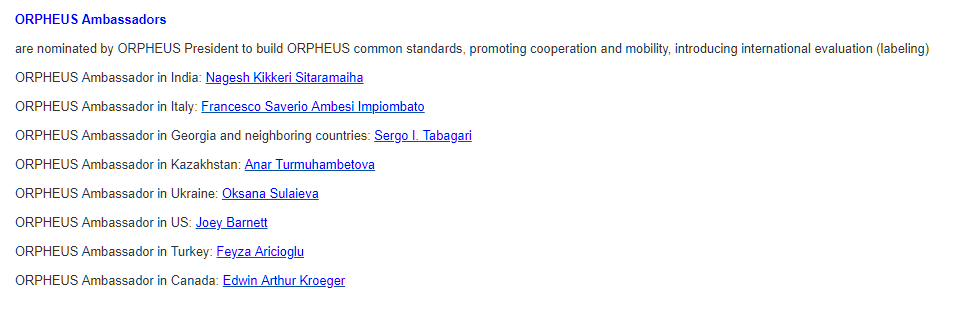 ORPHEUS Ambassadors
are nominated by ORPHEUS President to build ORPHEUS common standards, promoting cooperation and mobility, introducing international evaluation (labeling)
ORPHEUS Ambassador in India: Nagesh Kikkeri Sitaramaiha
ORPHEUS Ambassador in Italy: Francesco Saverio Ambesi Impiombato
ORPHEUS Ambassador in Georgia and neighboring countries: Sergo I. Tabagari
ORPHEUS Ambassador in Kazakhstan: Anar Turmuhambetova
ORPHEUS Ambassador in Ukraine: Oksana Sulaieva
ORPHEUS Ambassador in US: Joey Barnett
ORPHEUS Ambassador in Turkey: Feyza Aricioglu
ORPHEUS Ambassador in Canada: Edwin Arthur Kroeger